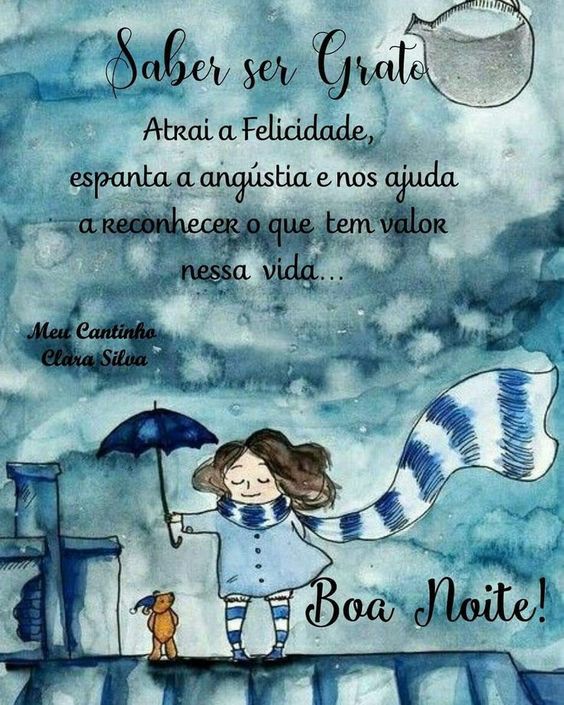 Saber ser Grato
Atrai a Felicidade,
espanta a angústia e nos ajuda
a reconhecer o que tem valor
nessa vida...
Meu Cantinho
Clara Silva
Boa Noite!